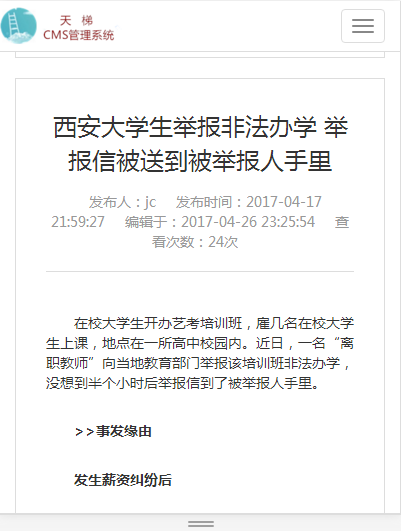 天 梯
CMS管理系统
西安大学生举报非法办学 举
报信被送到被举报人手里
发布人：jc 发布时间：2017-04-17
21:59:27 编辑于：2017-04-26 23:25:54 查
看次数：24次
在校大学生开办艺考培训班，雇几名在校大学
生上课，地点在一所高中校园内。近日，一名“离
职教师”向当地教育部门举报该培训班非法办学，
没想到半个小时后举报信到了被举报人手里。
>>事发缘由
发生薪资纠纷后